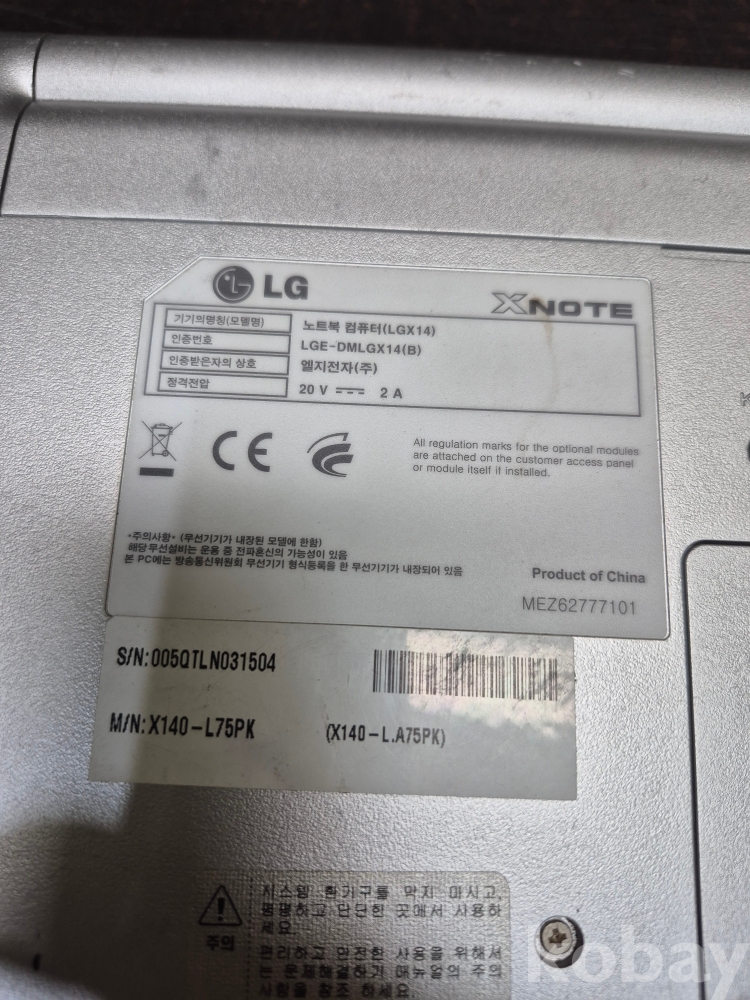 LG
XNOTE
기기의명칭(모델명) 노트북 컴퓨터(LGX14)
인증번호 LGE-DMLGX14(B)
인증받은자의 상호 엘지전자(주)
정격전압 20 V 2 A
CE
All regulation marks for the optional modules
are attached on the customer access panel
or module itself if installed.
*주의사항* (무선기기가 내장된 모델에 한함)
해당무선설비는 운용 중 전파혼신의 가능성이 있음
본 PC에는 방송통신위원회 무선기기 형식등록을 한 무선기기가 내장되어 있음
Product of China
MEZ62777101
S/N:005QTLN031504
M/N:X140-L75PK (X140-L.A75PK)
시스템 환기구를 막지 마시고,
평평하고 단단한 곳에서 사용하
세요.
주의
편리하고 안전한 사용을 위해서
는 문제해결하기 매뉴얼의 주의
사항을 참조 하세요.
kobay